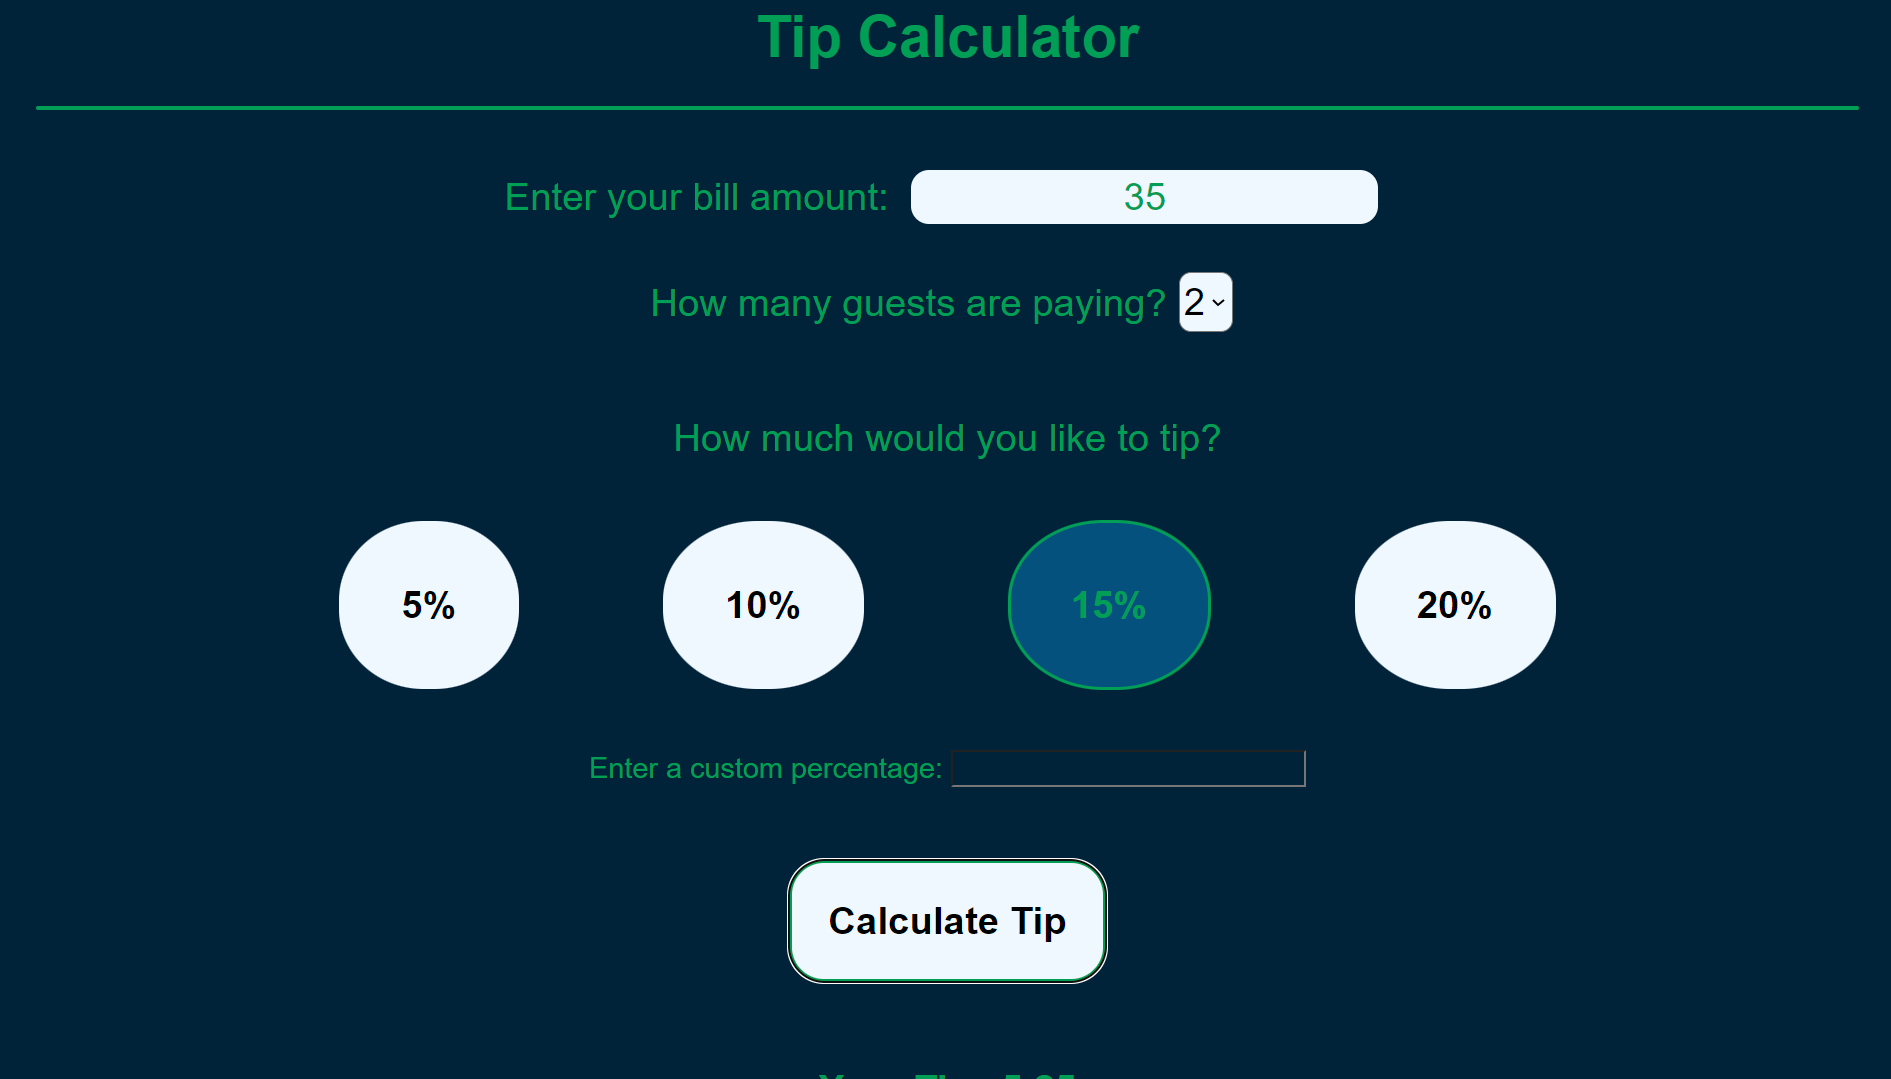 Tip Calculator
Enter your bill amount: 35
How many guests are paying? 2
How much would you like to tip?
5% 10% 15% 20%
Enter a custom percentage:
Calculate Tip